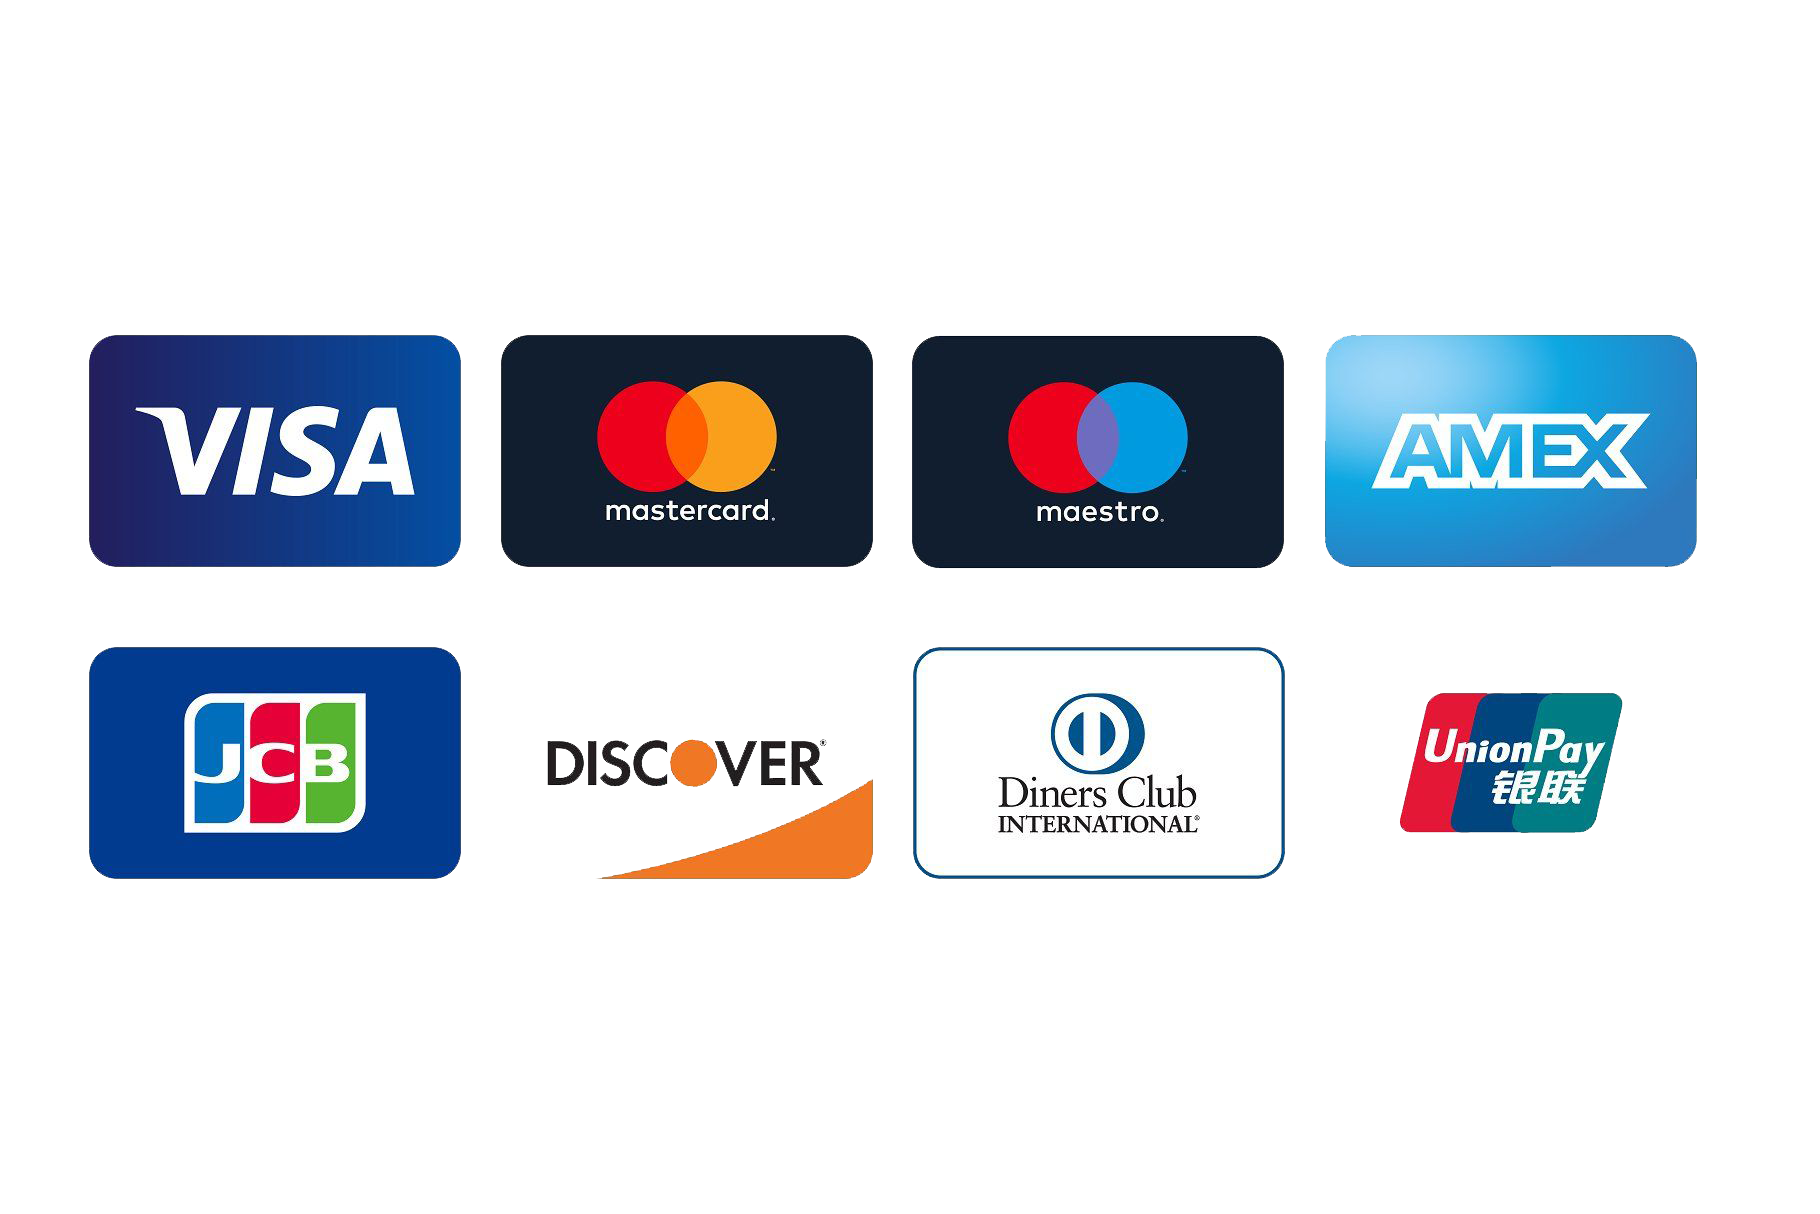 VISA
mastercard.
maestro.
AMEX
JCB
DISCOVER®
Diners Club
INTERNATIONAL®
UnionPay
银联